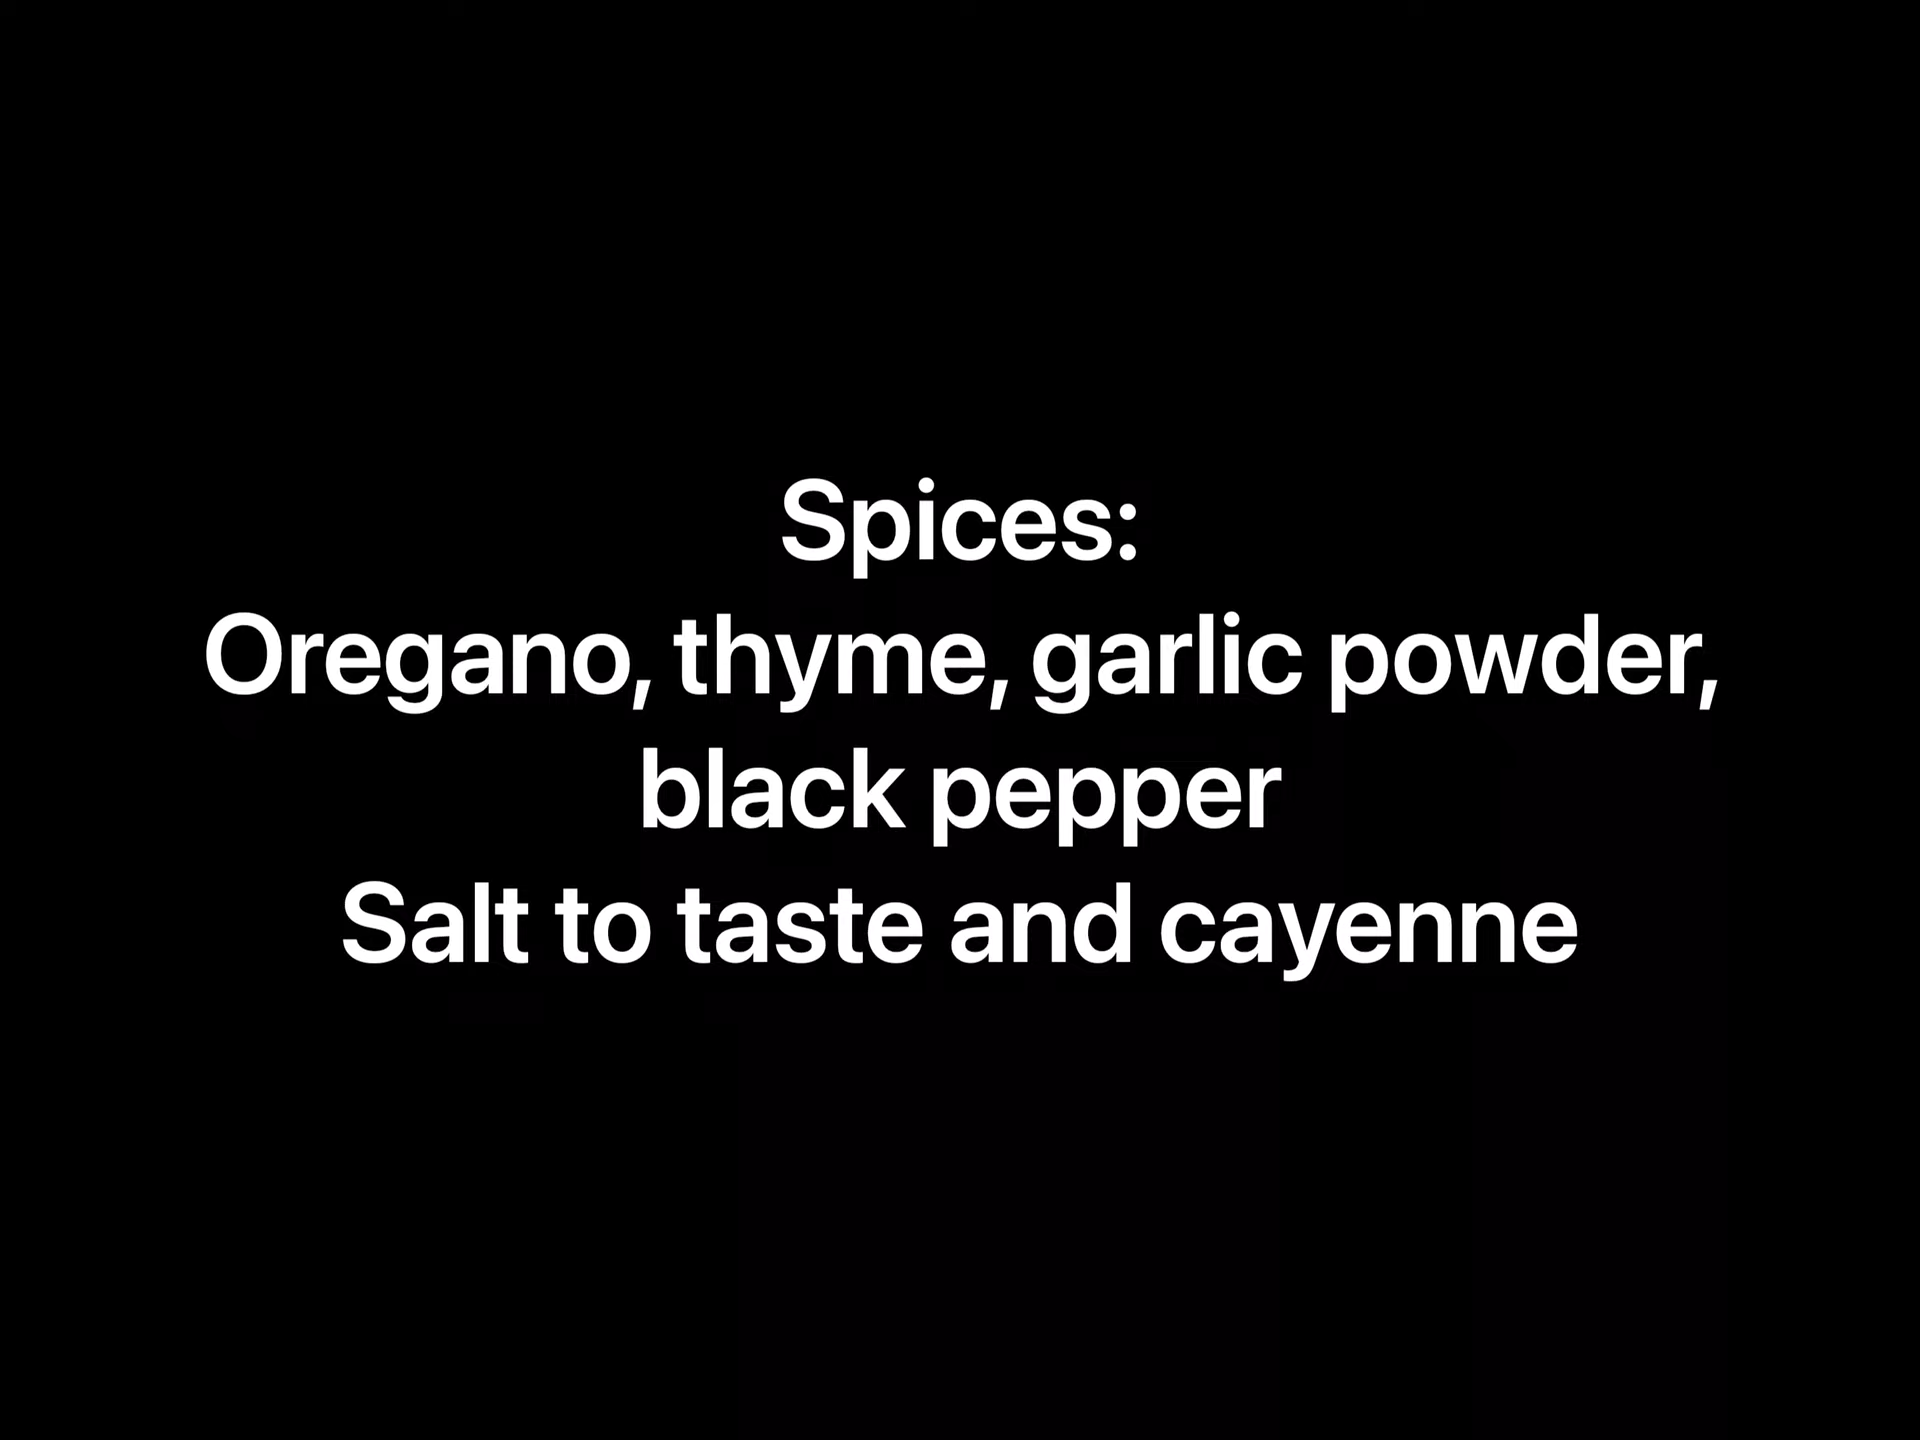 Spices:
Oregano, thyme, garlic powder,
black pepper
Salt to taste and cayenne